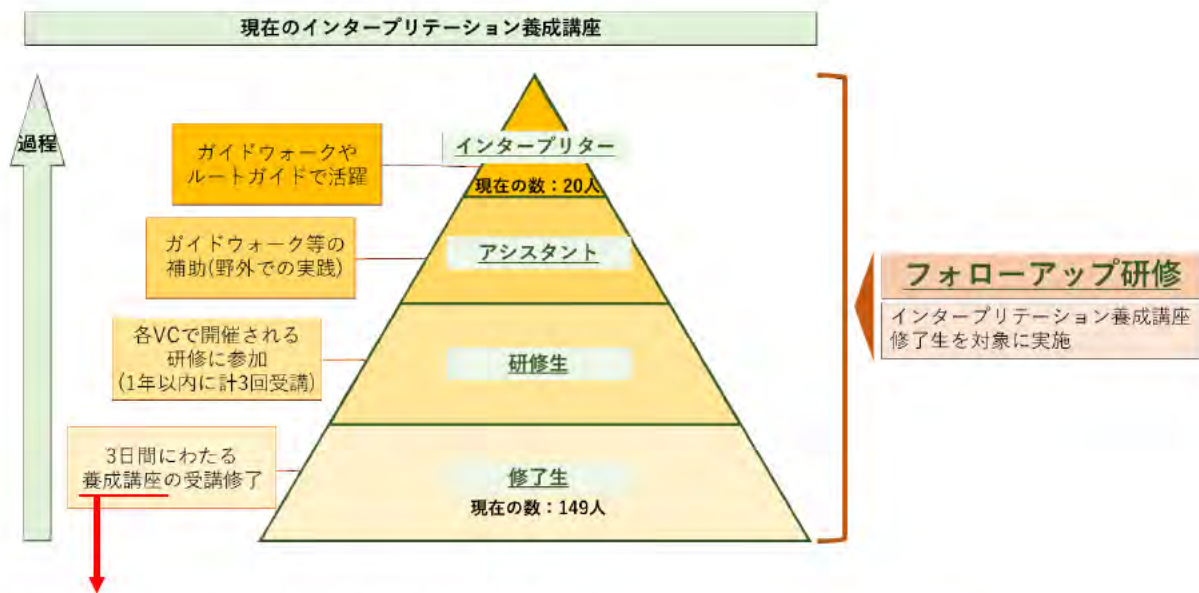 現在のインタープリテーション養成講座
過程
インタープリター
現在の数：20人
ガイドウォークや
ルートガイドで活躍
アシスタント
ガイドウォーク等の
補助(野外での実践)
研修生
各VCで開催される
研修に参加
(1年以内に計3回受講)
修了生
現在の数：149人
3日間にわたる
養成講座の受講修了
フォローアップ研修
インタープリテーション養成講座
修了生を対象に実施